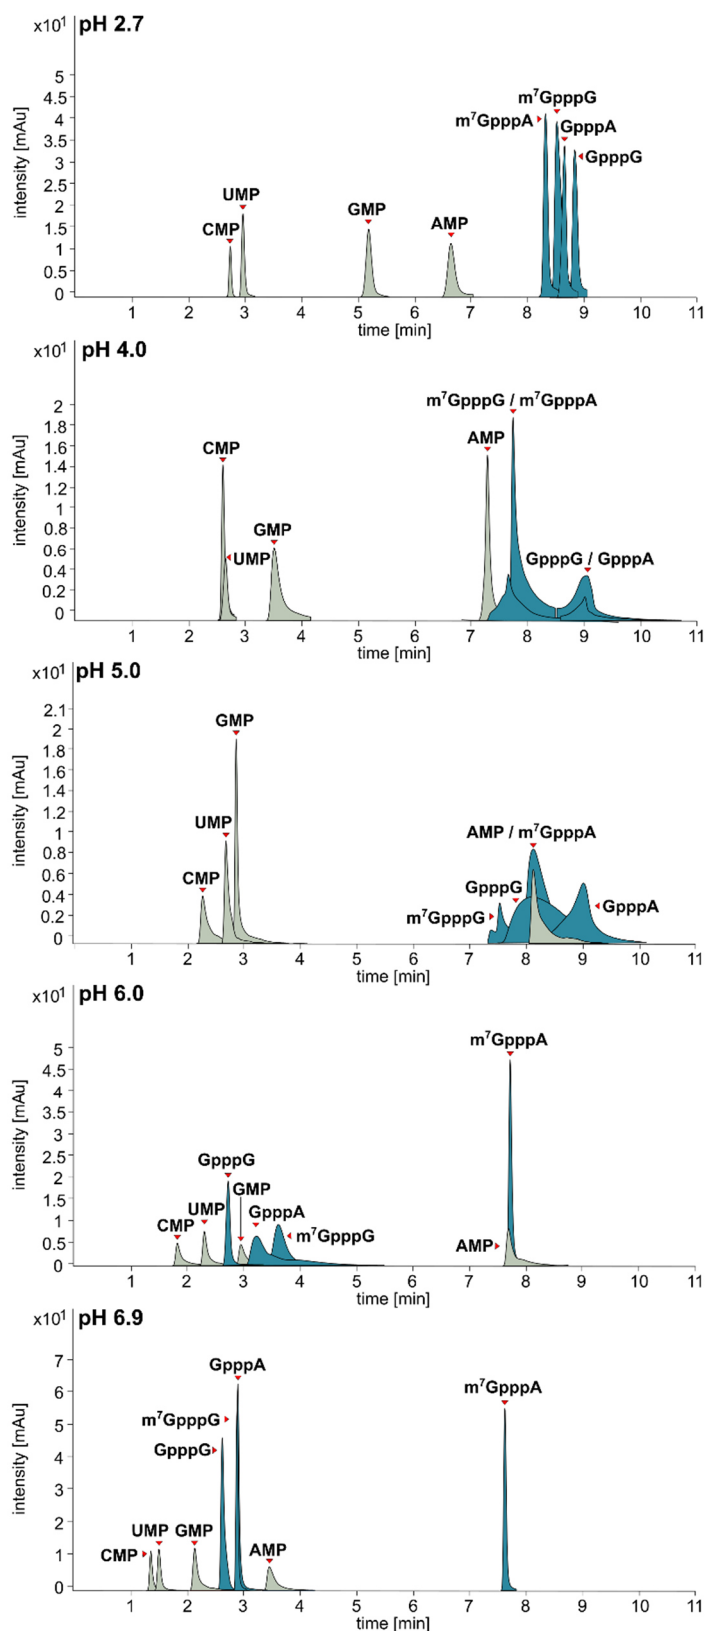 x10¹ pH 2.7
intensity [mAu]
5
4.5
4
3.5
3
2.5
2
1.5
1
0.5
0
CMP
UMP
GMP
AMP
m⁷GpppA
m⁷GpppG
GpppA
GpppG
1 2 3 4 5 6 7 8 9 10 11
time [min]
x10¹ pH 4.0
intensity [mAu]
2
1.8
1.6
1.4
1.2
1
0.8
0.6
0.4
0.2
0
CMP
UMP
GMP
AMP
m⁷GpppG / m⁷GpppA
GpppG / GpppA
1 2 3 4 5 6 7 8 9 10 11
time [min]
x10¹ pH 5.0
intensity [mAu]
2.1
2
1.8
1.6
1.4
1.2
1
0.8
0.6
0.4
0.2
0
CMP
UMP
GMP
AMP / m⁷GpppA
GpppG
m⁷GpppG
GpppA
1 2 3 4 5 6 7 8 9 10 11
time [min]
x10¹ pH 6.0
intensity [mAu]
5
4.5
4
3.5
3
2.5
2
1.5
1
0.5
0
CMP
UMP
GpppG
GMP
GpppA
m⁷GpppG
m⁷GpppA
AMP
1 2 3 4 5 6 7 8 9 10 11
time [min]
x10¹ pH 6.9
intensity [mAu]
7
6
5
4
3
2
1
0
CMP
UMP
GMP
GpppG
m⁷GpppG
GpppA
AMP
m⁷GpppA
1 2 3 4 5 6 7 8 9 10 11
time [min]